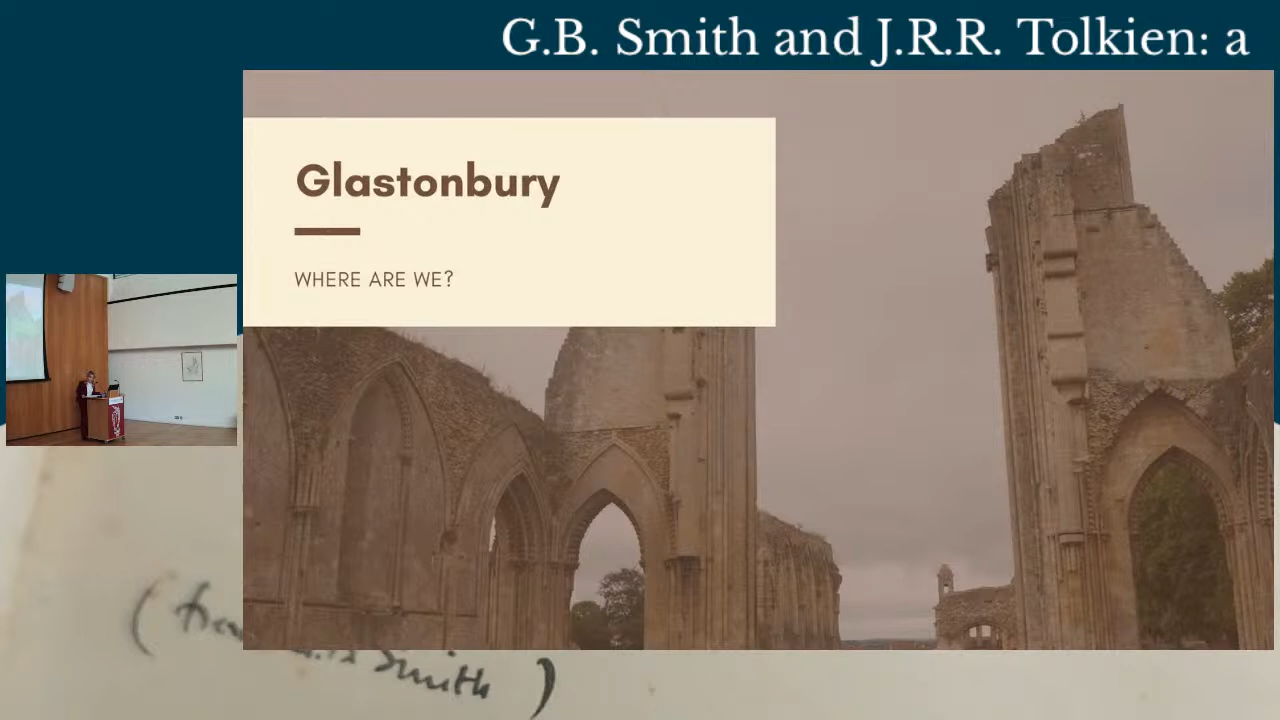 G.B. Smith and J.R.R. Tolkien: a
Glastonbury
WHERE ARE WE?
Smith )